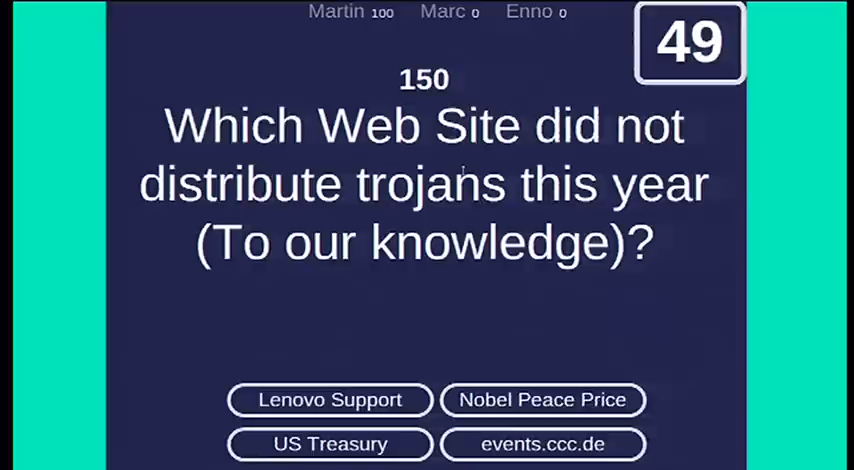 Martin 100 Marc 0 Enno 0
49
150
Which Web Site did not
distribute trojans this year
(To our knowledge)?
Lenovo Support
Nobel Peace Price
US Treasury
events.ccc.de